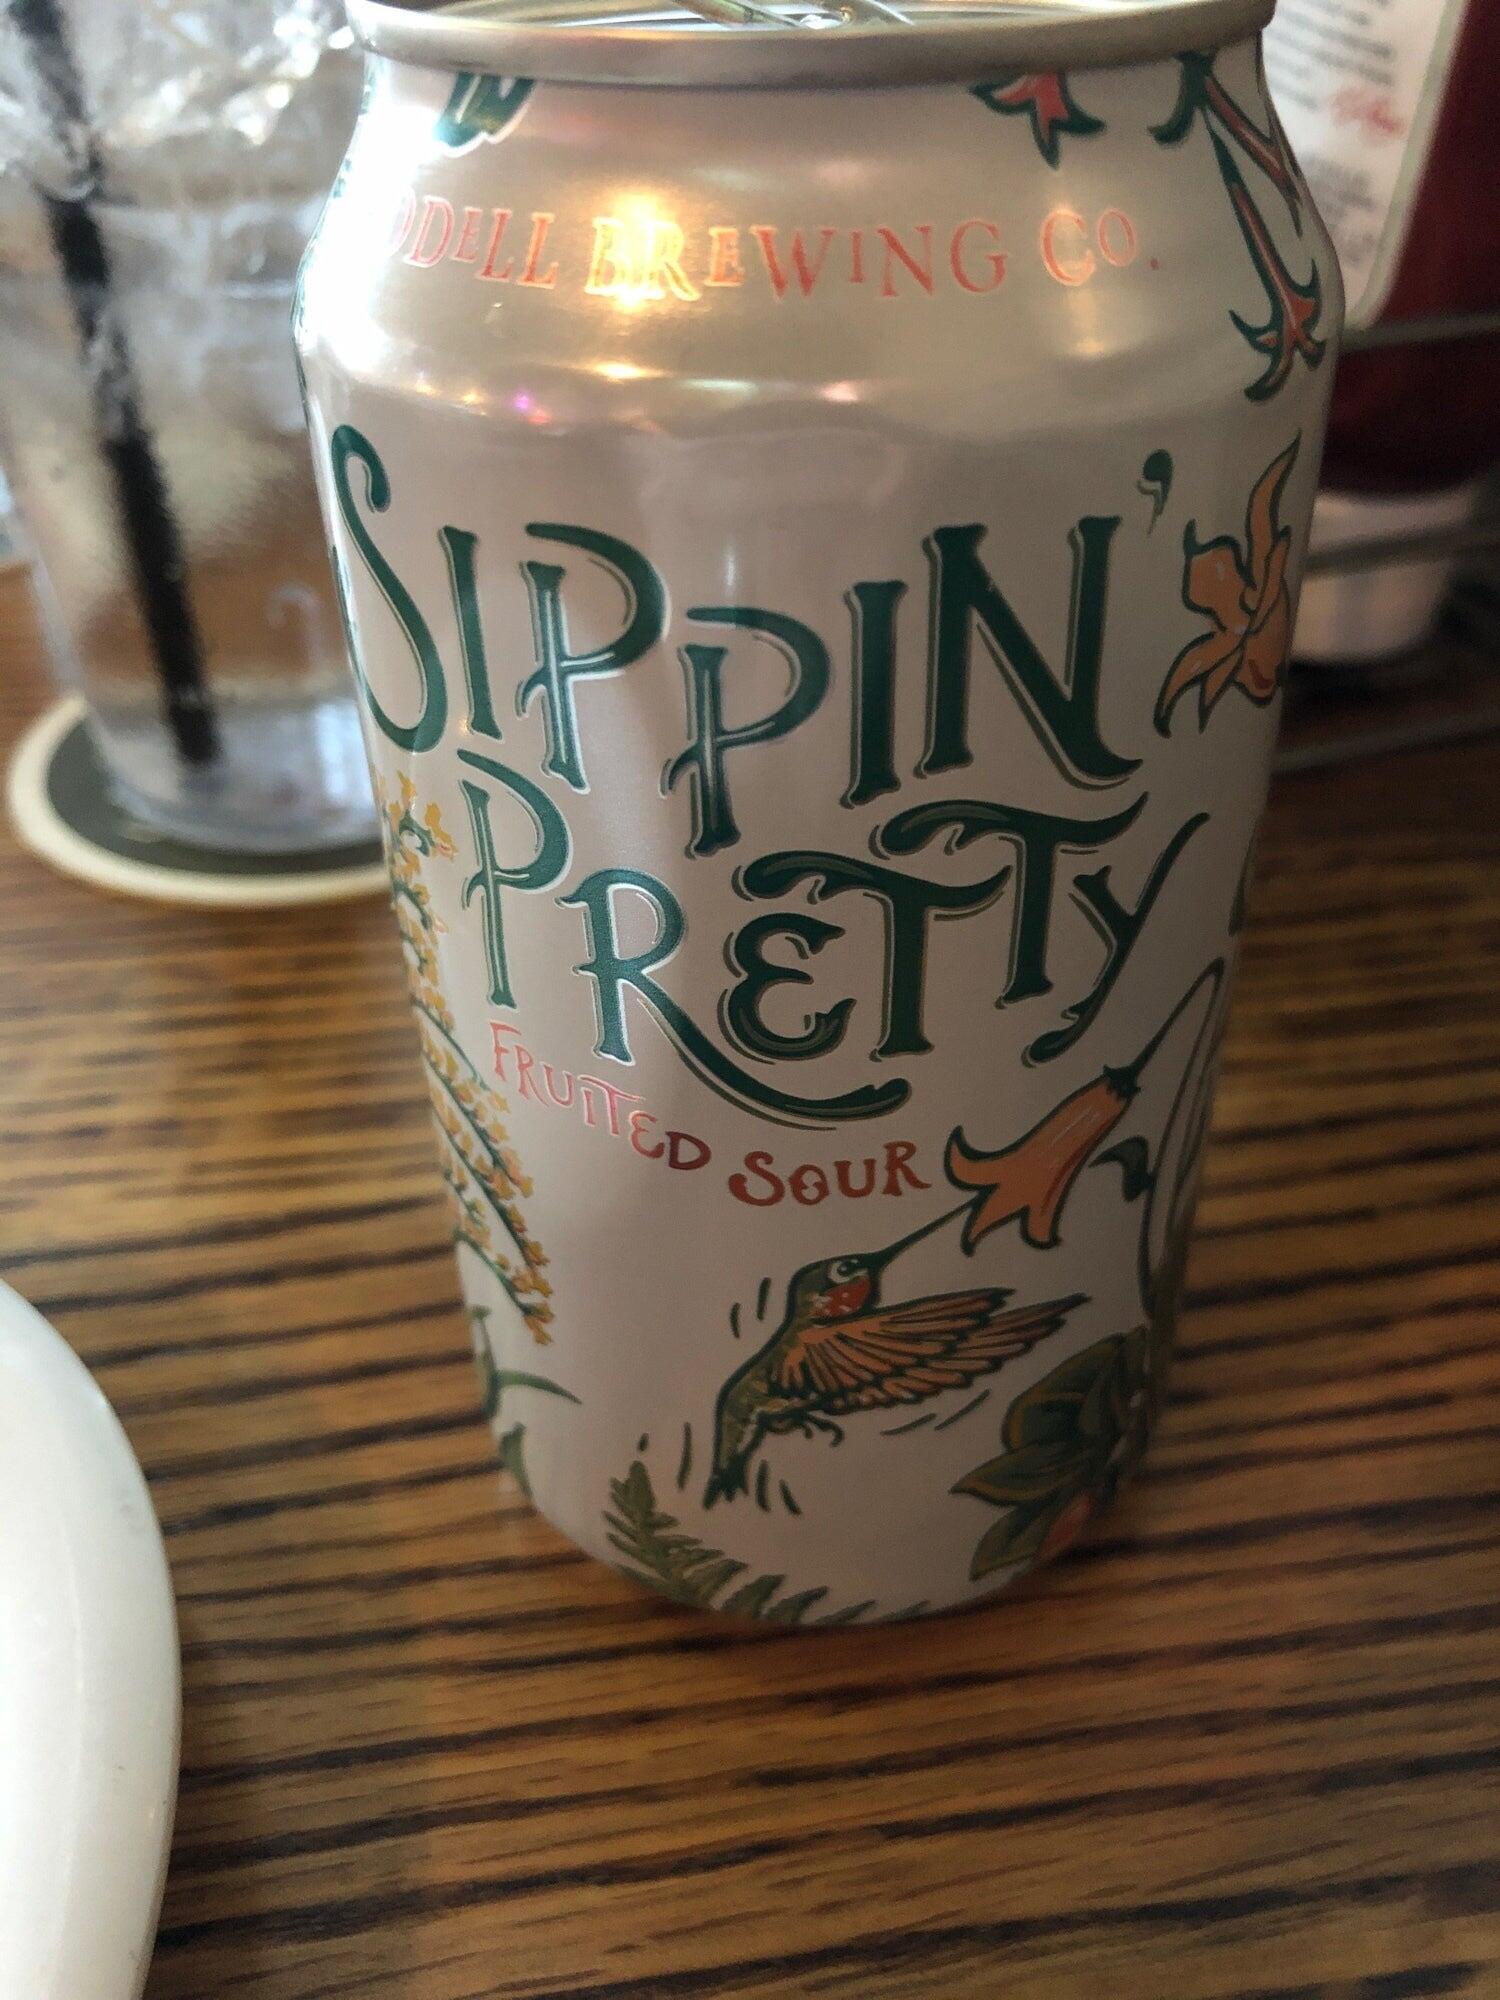 ODELL BREWING CO.
SIPPIN'
PRETTY
FRUITED SOUR